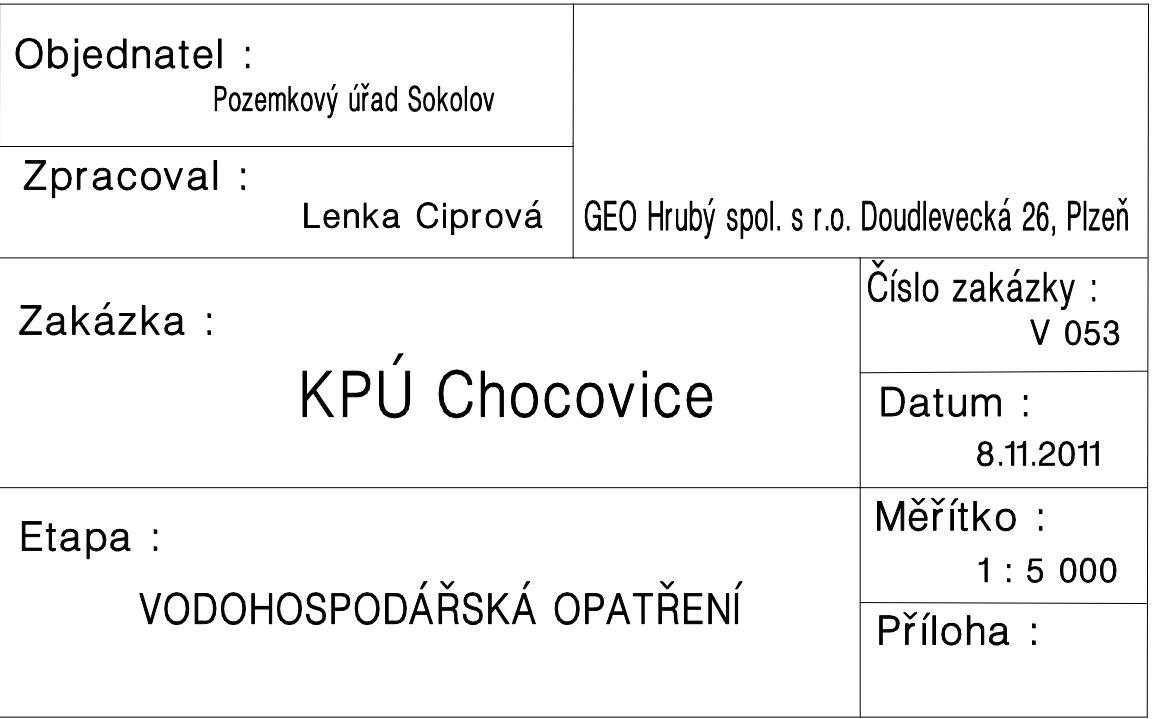 Objednatel :
Pozemkový úřad Sokolov
Zpracoval :
Lenka Ciprová
GEO Hrubý spol. s r.o. Doudlevecká 26, Plzeň
Zakázka :
KPÚ Chocovice
Číslo zakázky :
V 053
Datum :
8.11.2011
Etapa :
VODOHOSPODÁŘSKÁ OPATŘENÍ
Měřítko :
1 : 5 000
Příloha :